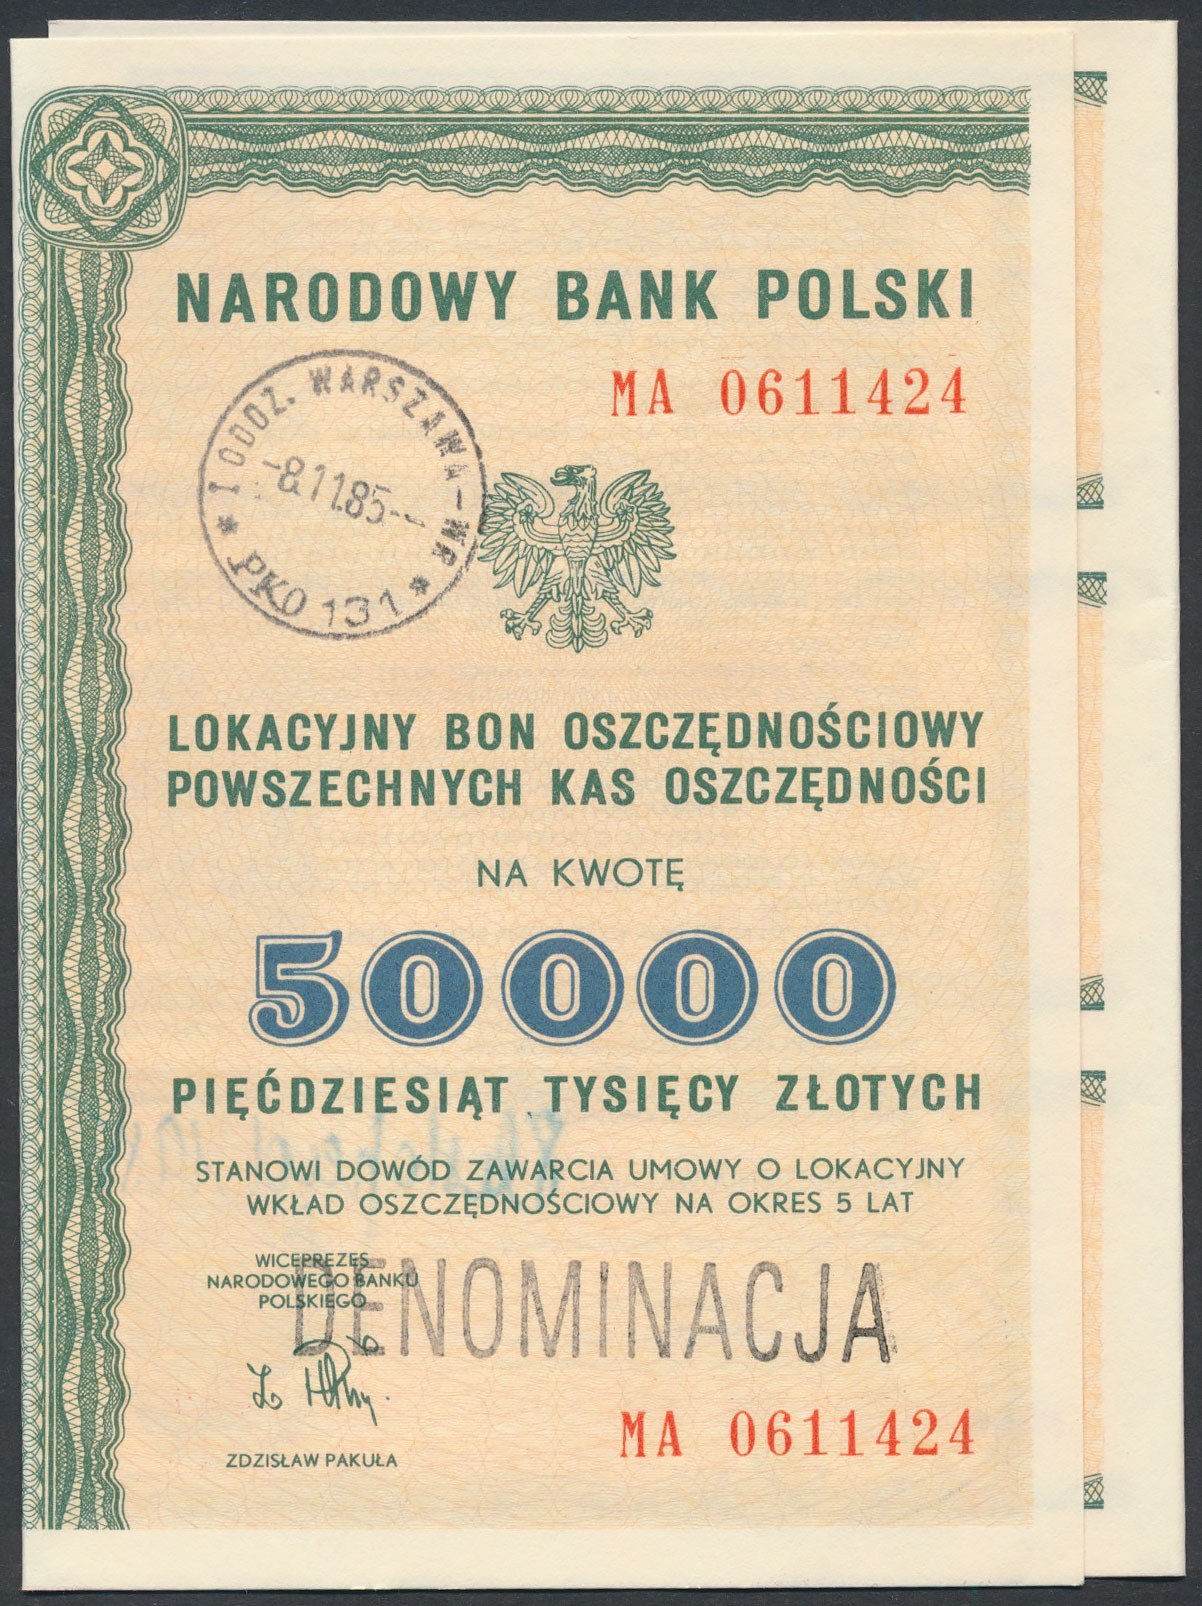 NARODOWY BANK POLSKI
MA 0611424
I ODDZ. WARSZAWA-WR
-8.11.85--
PKO 131
LOKACYJNY BON OSZCZĘDNOŚCIOWY
POWSZECHNYCH KAS OSZCZĘDNOŚCI
NA KWOTĘ
50000
PIĘĆDZIESIĄT TYSIĘCY ZŁOTYCH
STANOWI DOWÓD ZAWARCIA UMOWY O LOKACYJNY
WKŁAD OSZCZĘDNOŚCIOWY NA OKRES 5 LAT
WICEPREZES
NARODOWEGO BANKU
POLSKIEGO
DENOMINACJA
ZDZISŁAW PAKUŁA
MA 0611424